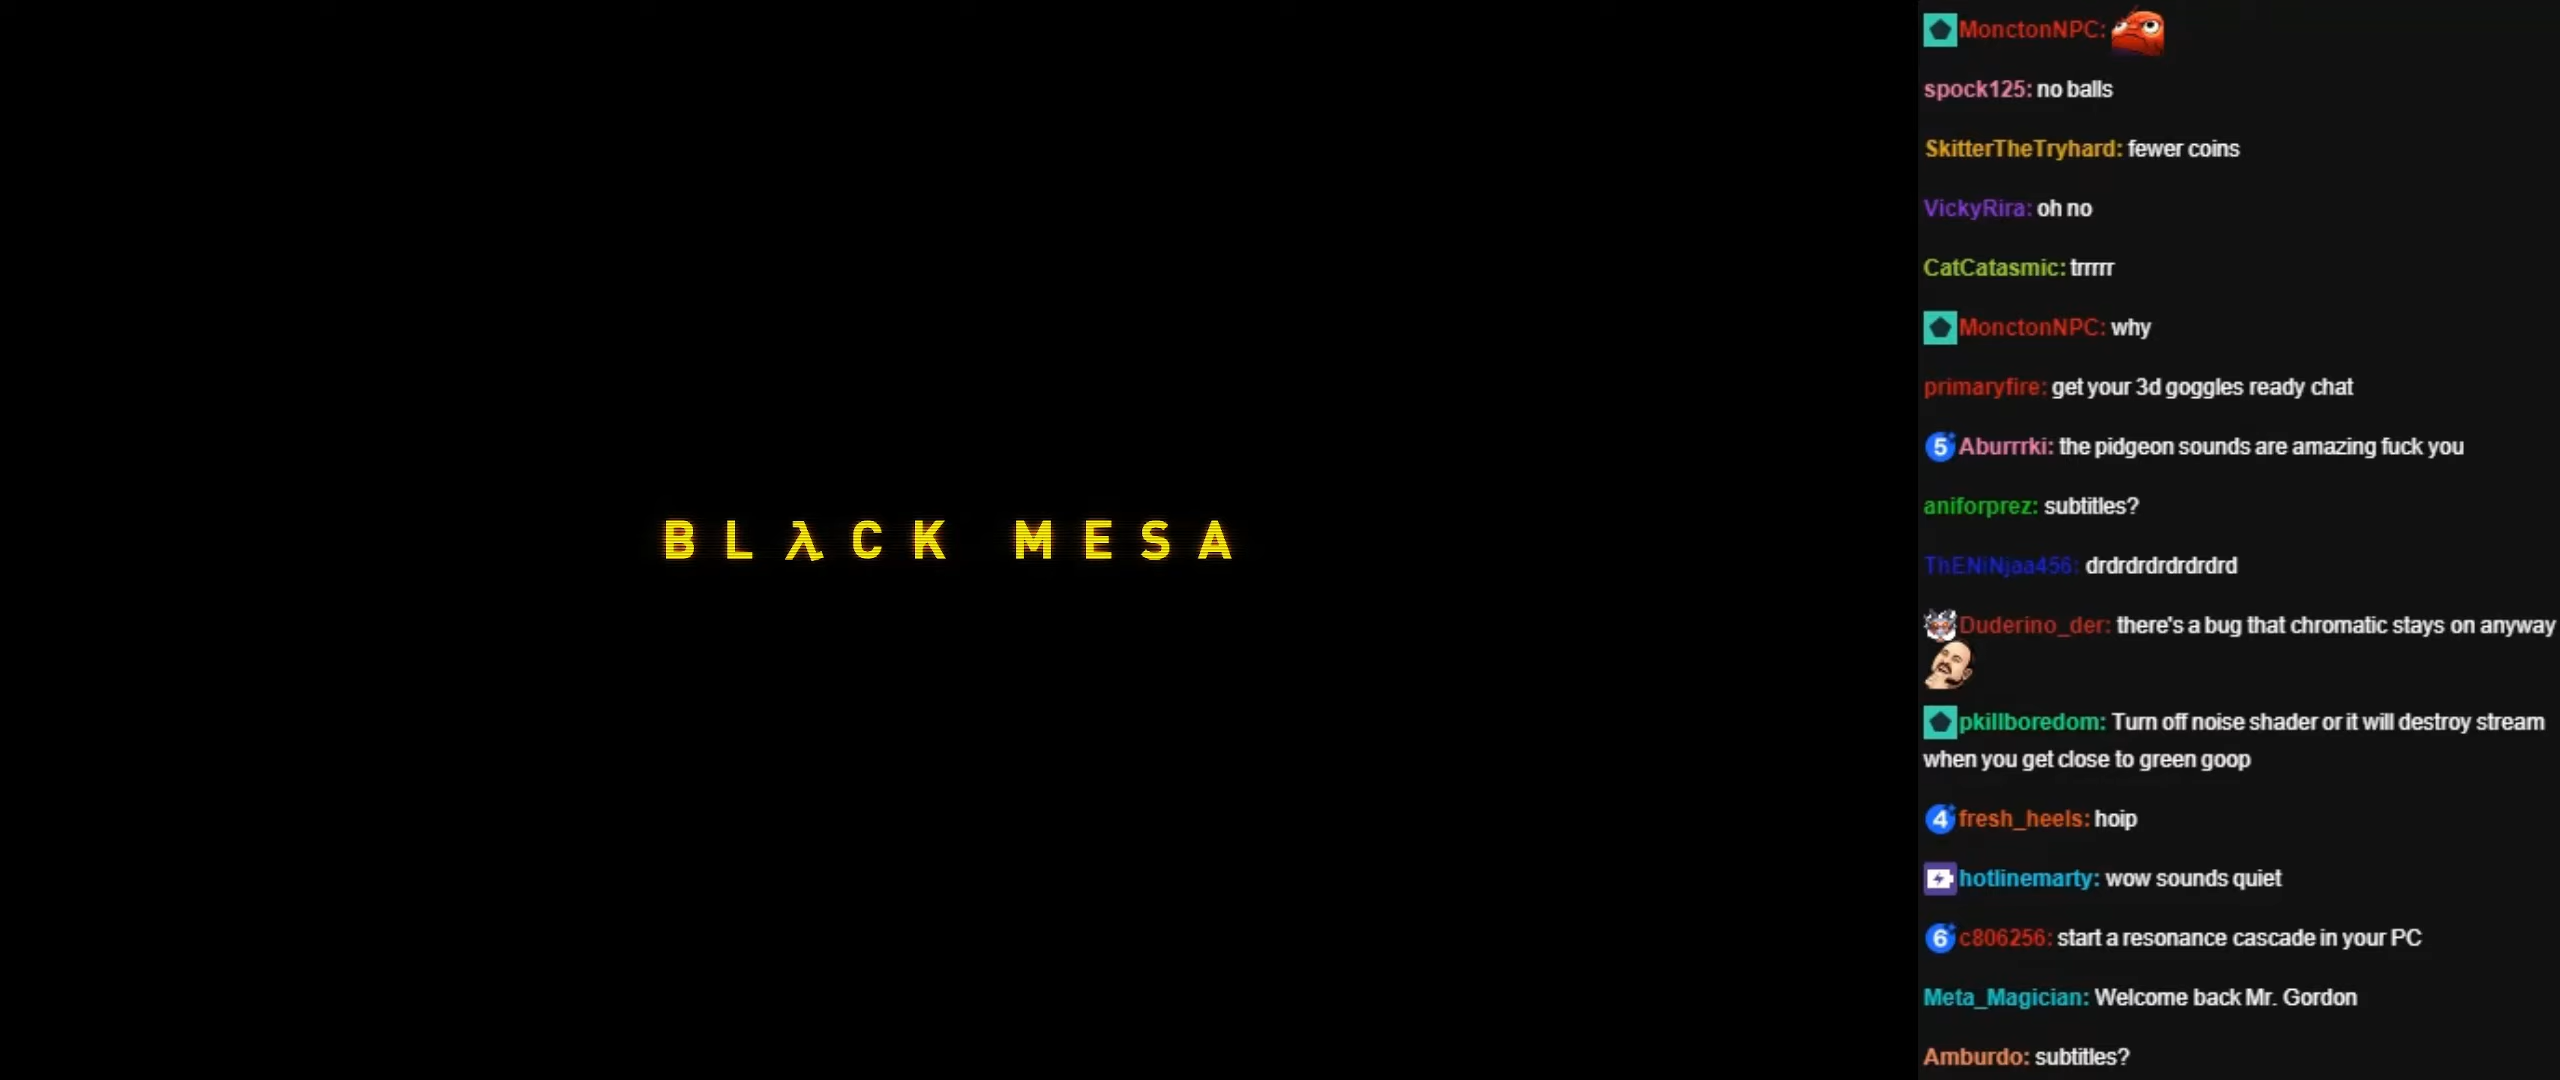 BLλCK MESA
MonctonNPC:
spock125: no balls
SkitterTheTryhard: fewer coins
VickyRira: oh no
CatCatasmic: trrrrr
MonctonNPC: why
primaryfire: get your 3d goggles ready chat
5 Aburrrki: the pidgeon sounds are amazing fuck you
aniforprez: subtitles?
ThENiNjaa456: drdrdrdrdrdrdrd
Duderino_der: there's a bug that chromatic stays on anyway
pkillboredom: Turn off noise shader or it will destroy stream
when you get close to green goop
4 fresh_heels: hoip
hotlinemarty: wow sounds quiet
6 c806256: start a resonance cascade in your PC
Meta_Magician: Welcome back Mr. Gordon
Amburdo: subtitles?